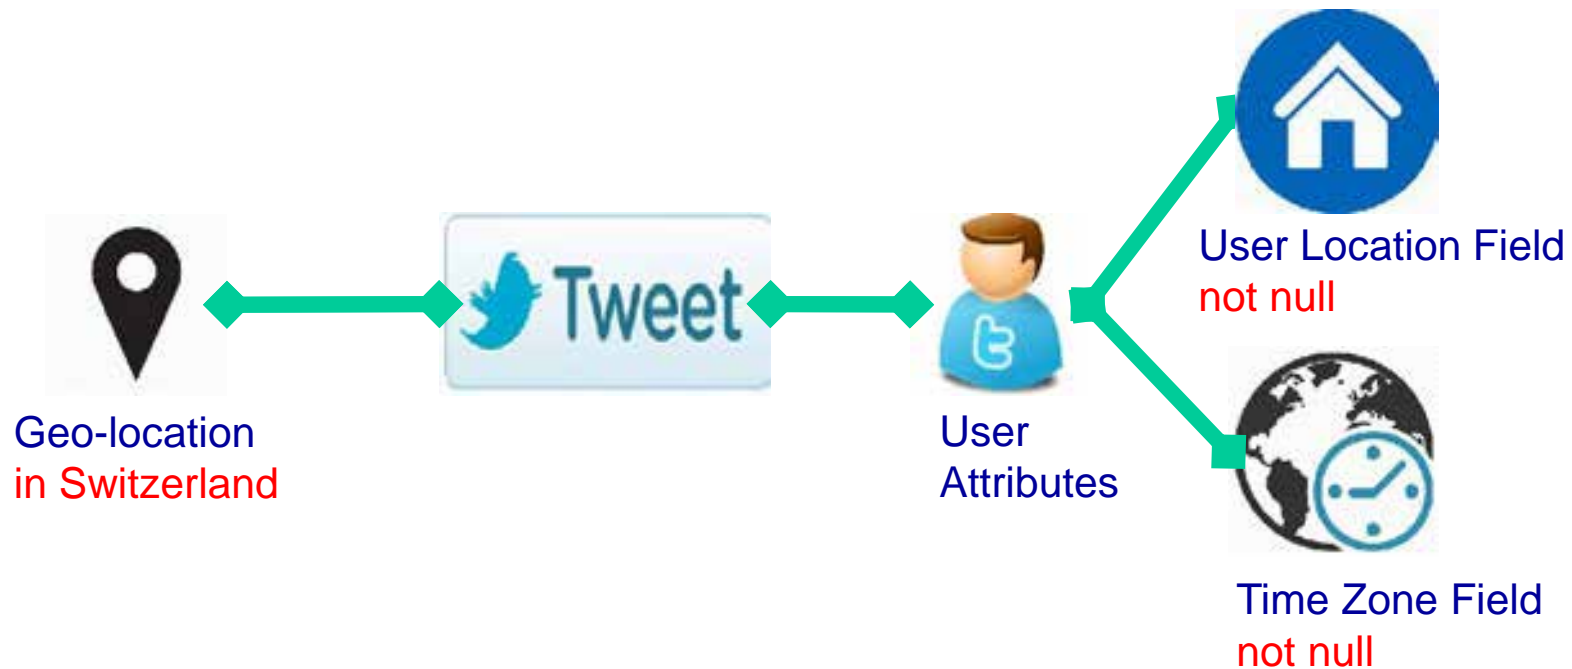 Geo-location
in Switzerland
Tweet
t
User
Attributes
User Location Field
not null
Time Zone Field
not null